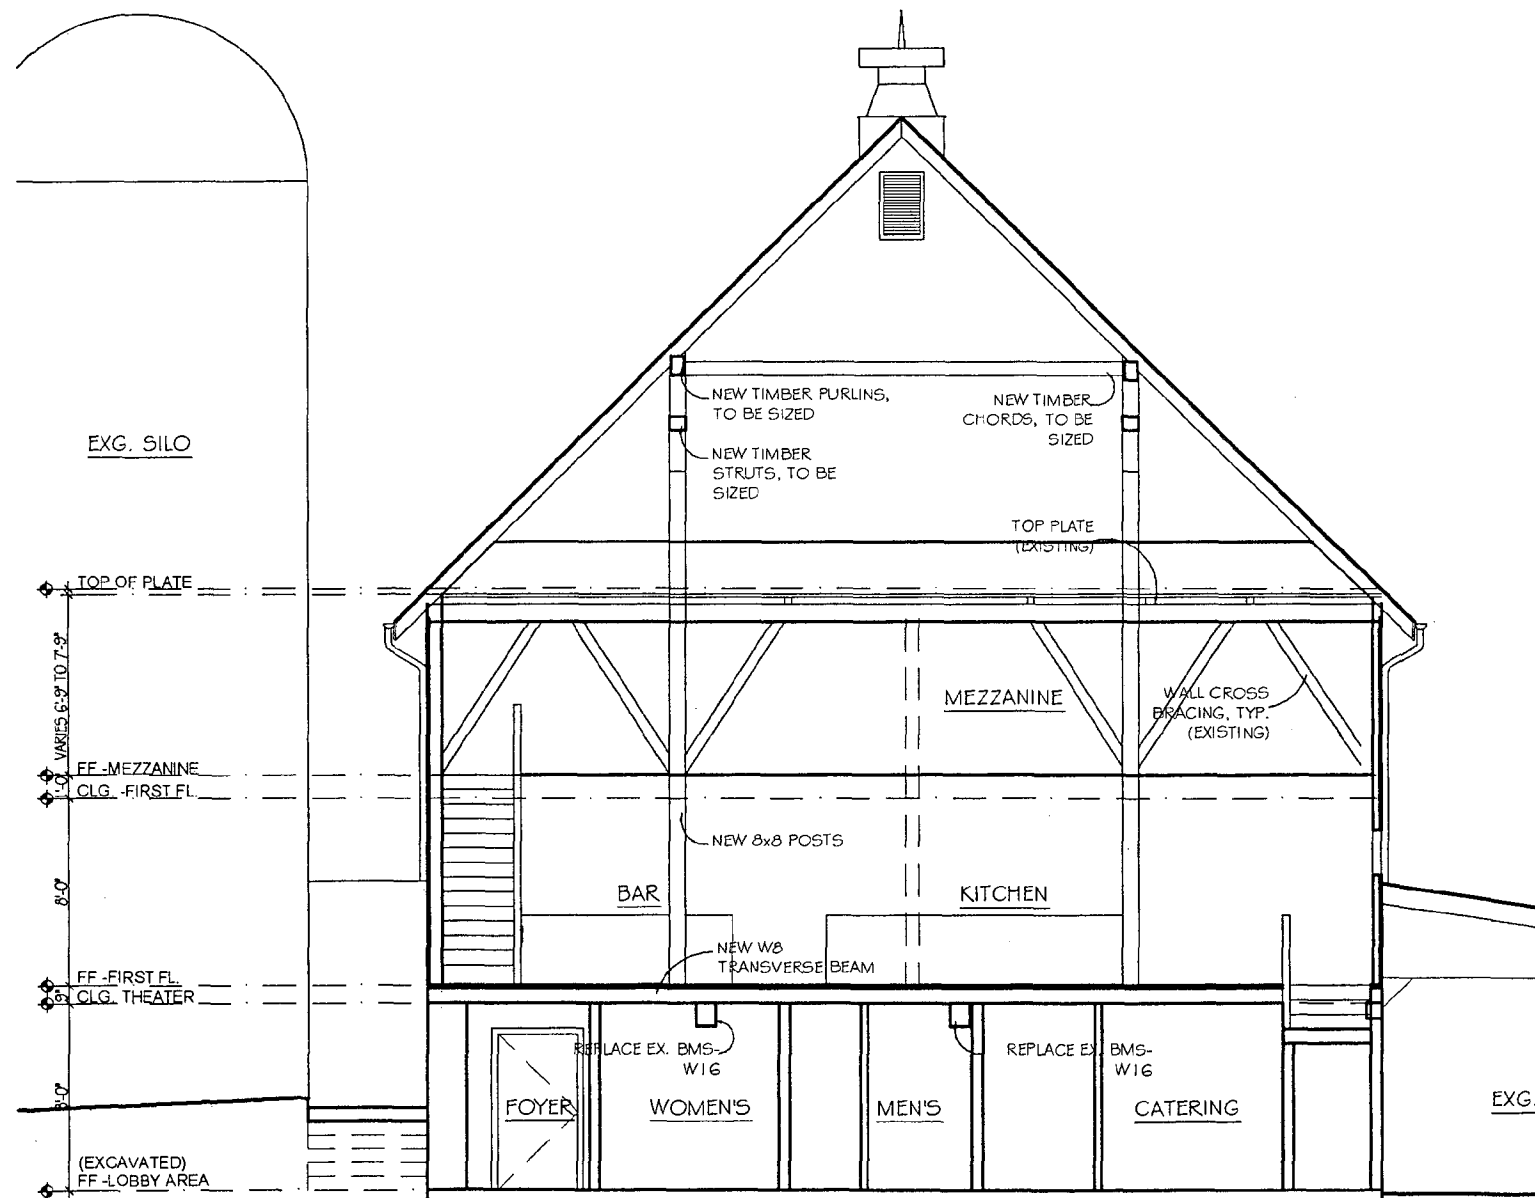 NEW TIMBER PURLINS,
TO BE SIZED
NEW TIMBER
CHORDS, TO BE
SIZED
EXG. SILO
NEW TIMBER
STRUTS, TO BE
SIZED
TOP PLATE
(EXISTING)
TOP OF PLATE
VARIES 6'-9" TO 7'-9"
MEZZANINE
WALL CROSS
BRACING, TYP.
(EXISTING)
FF -MEZZANINE
CLG. -FIRST FL.
NEW 8x8 POSTS
8'-0"
BAR
KITCHEN
NEW W8
TRANSVERSE BEAM
FF -FIRST FL.
CLG. THEATER
9"
REPLACE EX. BMS-
W16
REPLACE EX. BMS-
W16
8'-0"
FOYER
WOMEN'S
MEN'S
CATERING
EXG.
(EXCAVATED)
FF -LOBBY AREA